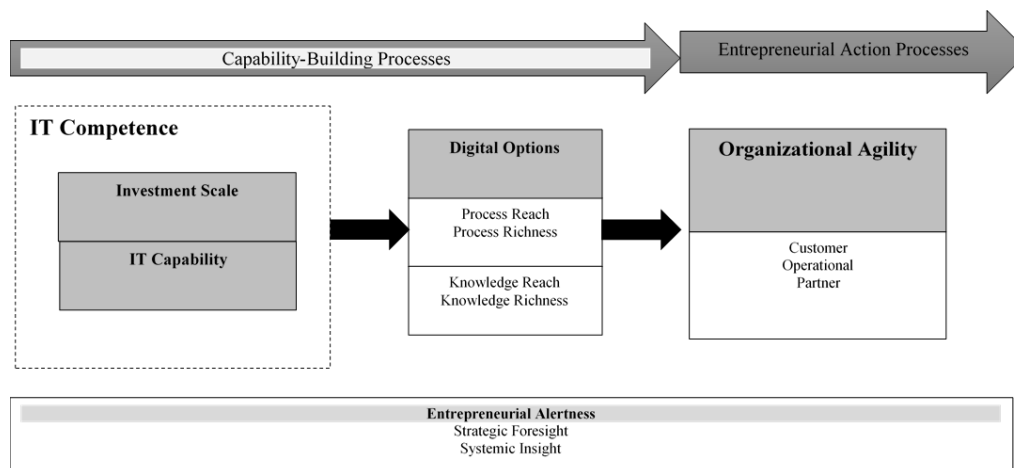 Capability-Building Processes
Entrepreneurial Action Processes
IT Competence
Investment Scale
IT Capability
Digital Options
Process Reach
Process Richness
Knowledge Reach
Knowledge Richness
Organizational Agility
Customer
Operational
Partner
Entrepreneurial Alertness
Strategic Foresight
Systemic Insight